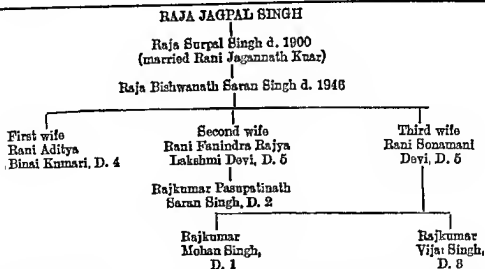 RAJA JAGPAL SINGH
Raja Surpal Singh d. 1900
(married Rani Jagannath Kuar)
Raja Bishwanath Saran Singh d. 1946
First wife
Rani Aditya
Binai Kumari, D. 4
Second wife
Rani Fanindra Rajya
Lakshmi Devi, D. 5
Rajkumar Pasupatinath
Saran Singh, D. 2
Third wife
Rani Sonamani
Devi, D. 5
Rajkumar
Mohan Singh,
D. 1
Rajkumar
Vijai Singh,
D. 3